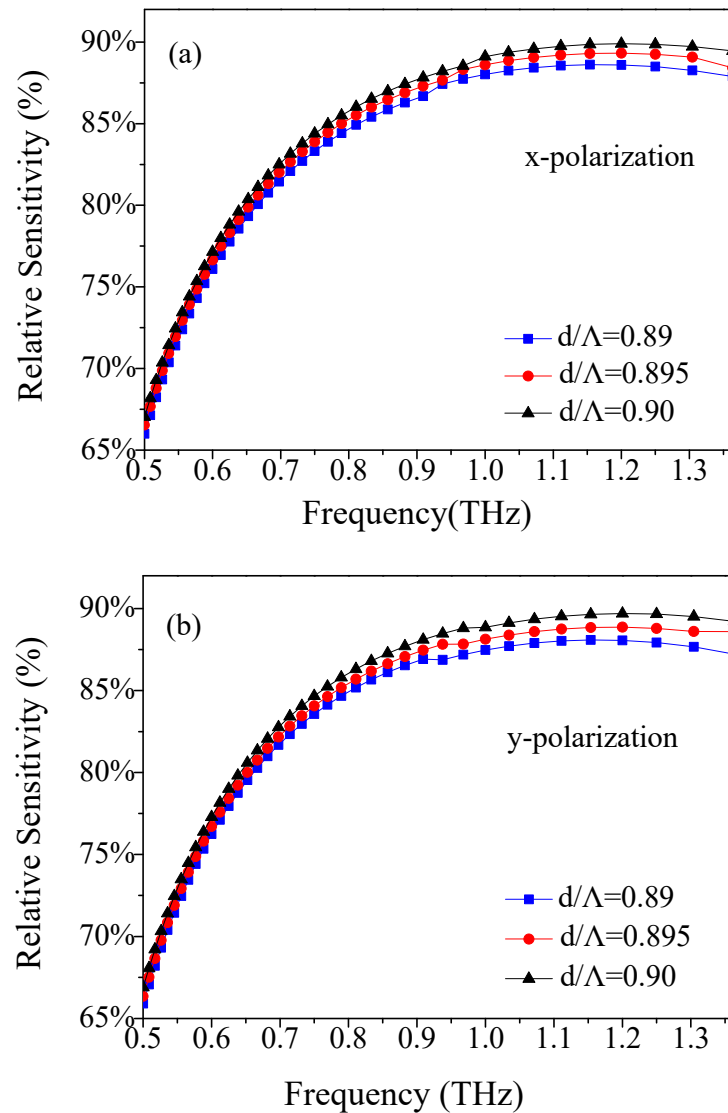 (a)
90%
85%
80%
75%
70%
65%
Relative Sensitivity (%)
x-polarization
d/Λ=0.89
d/Λ=0.895
d/Λ=0.90
0.5 0.6 0.7 0.8 0.9 1.0 1.1 1.2 1.3
Frequency(THz)
(b)
90%
85%
80%
75%
70%
65%
Relative Sensitivity (%)
y-polarization
d/Λ=0.89
d/Λ=0.895
d/Λ=0.90
0.5 0.6 0.7 0.8 0.9 1.0 1.1 1.2 1.3
Frequency (THz)